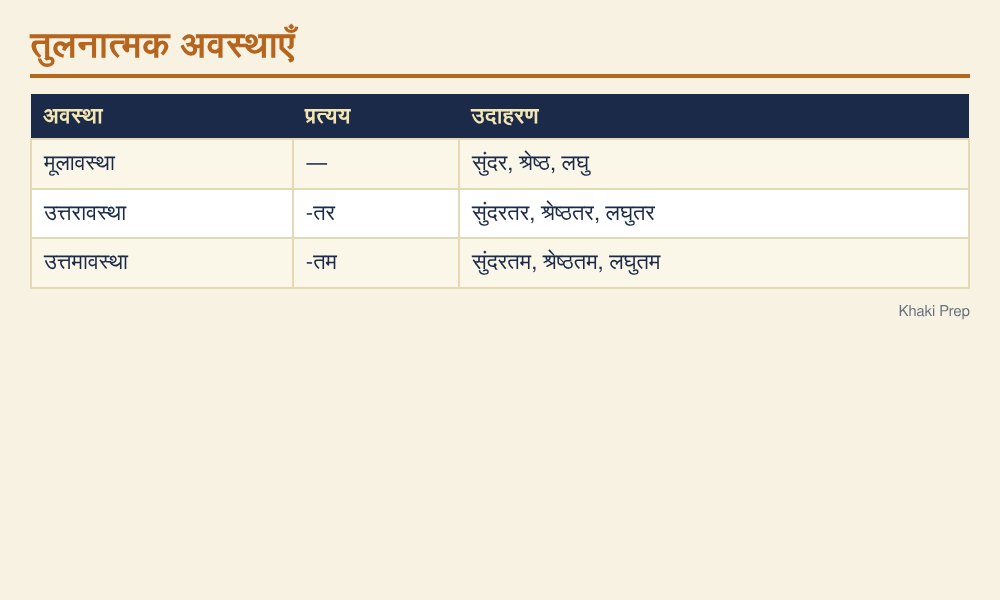 तुलनात्मक अवस्थाएँ
अवस्था प्रत्यय उदाहरण
मूलावस्था — सुंदर, श्रेष्ठ, लघु
उत्तरावस्था -तर सुंदरतर, श्रेष्ठतर, लघुतर
उत्तमावस्था -तम सुंदरतम, श्रेष्ठतम, लघुतम
Khaki Prep